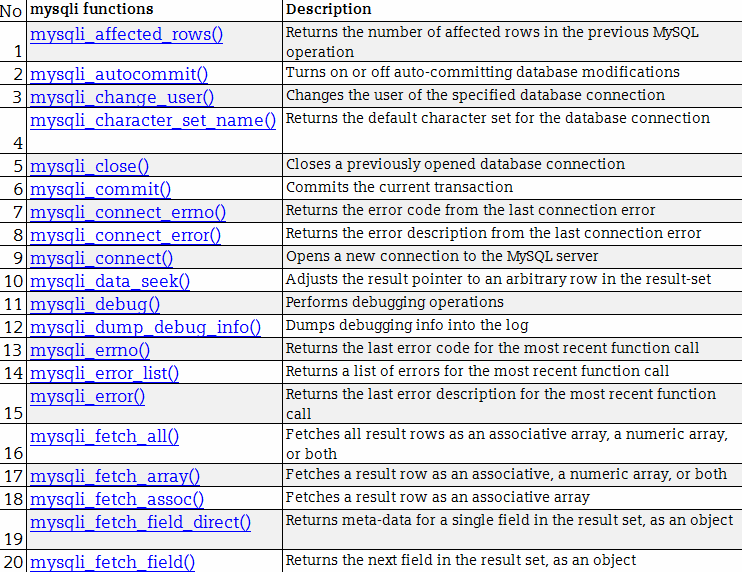 No mysqli functions Description
1 mysqli_affected_rows() Returns the number of affected rows in the previous MySQL
operation
2 mysqli_autocommit() Turns on or off auto-committing database modifications
3 mysqli_change_user() Changes the user of the specified database connection
4 mysqli_character_set_name() Returns the default character set for the database connection
5 mysqli_close() Closes a previously opened database connection
6 mysqli_commit() Commits the current transaction
7 mysqli_connect_errno() Returns the error code from the last connection error
8 mysqli_connect_error() Returns the error description from the last connection error
9 mysqli_connect() Opens a new connection to the MySQL server
10 mysqli_data_seek() Adjusts the result pointer to an arbitrary row in the result-set
11 mysqli_debug() Performs debugging operations
12 mysqli_dump_debug_info() Dumps debugging info into the log
13 mysqli_errno() Returns the last error code for the most recent function call
14 mysqli_error_list() Returns a list of errors for the most recent function call
15 mysqli_error() Returns the last error description for the most recent function
call
16 mysqli_fetch_all() Fetches all result rows as an associative array, a numeric array,
or both
17 mysqli_fetch_array() Fetches a result row as an associative, a numeric array, or both
18 mysqli_fetch_assoc() Fetches a result row as an associative array
19 mysqli_fetch_field_direct() Returns meta-data for a single field in the result set, as an object
20 mysqli_fetch_field() Returns the next field in the result set, as an object